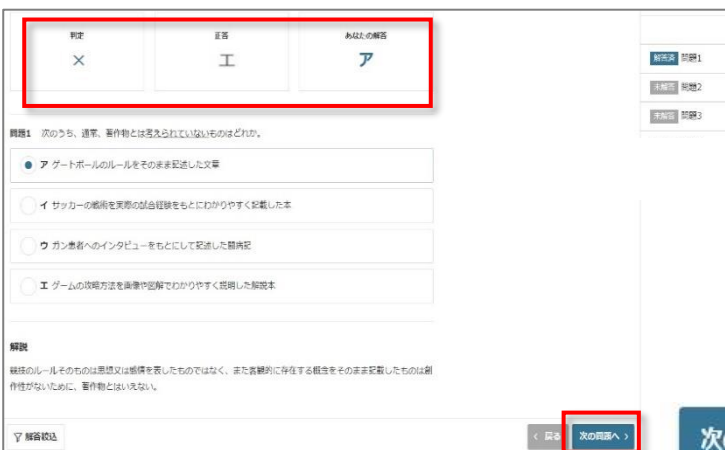 判定
正答
あなたの解答
×
エ
ア
解答済 問題1
未解答 問題2
未解答 問題3
問題1 次のうち、通常、著作物とは考えられていないものはどれか。
ア ゲートボールのルールをそのまま記述した文章
イ サッカーの戦術を実際の試合経験をもとにわかりやすく記載した本
ウ ガン患者へのインタビューをもとにして記述した闘病記
エ ゲームの攻略方法を画像や図解でわかりやすく説明した解説本
解説
競技のルールそのものは思想又は感情を表したものではなく、また客観的に存在する概念をそのまま記載したものは創
作性がないために、著作物とはいえない。
解答絞込
戻る
次の問題へ
次の